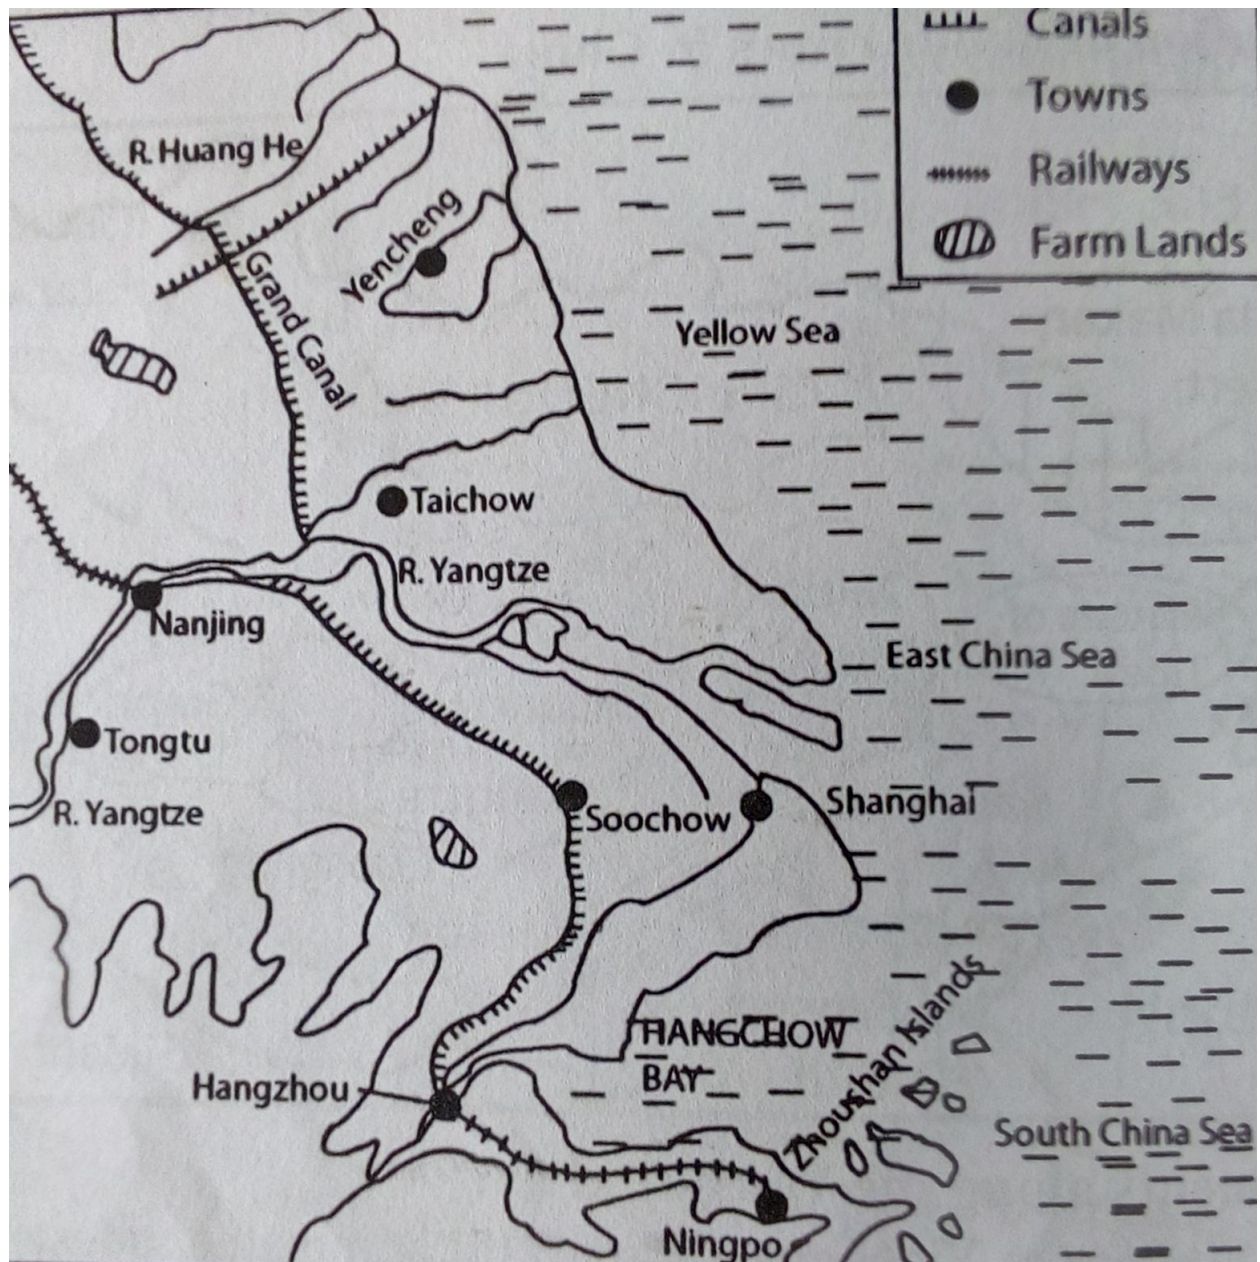 Canals
Towns
Railways
Farm Lands
R. Huang He
Yencheng
Grand Canal
Yellow Sea
Taichow
R. Yangtze
Nanjing
East China Sea
Tongtu
R. Yangtze
Soochow
Shanghai
HANGCHOW
BAY
Zhoushan Islands
Hangzhou
South China Sea
Ningpo